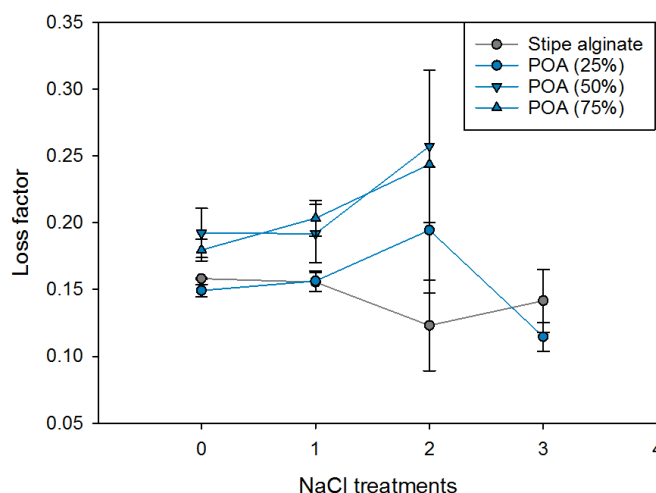 0.35
0.30
0.25
0.20
0.15
0.10
0.05
Loss factor
Stipe alginate
POA (25%)
POA (50%)
POA (75%)
0 1 2 3 4
NaCl treatments